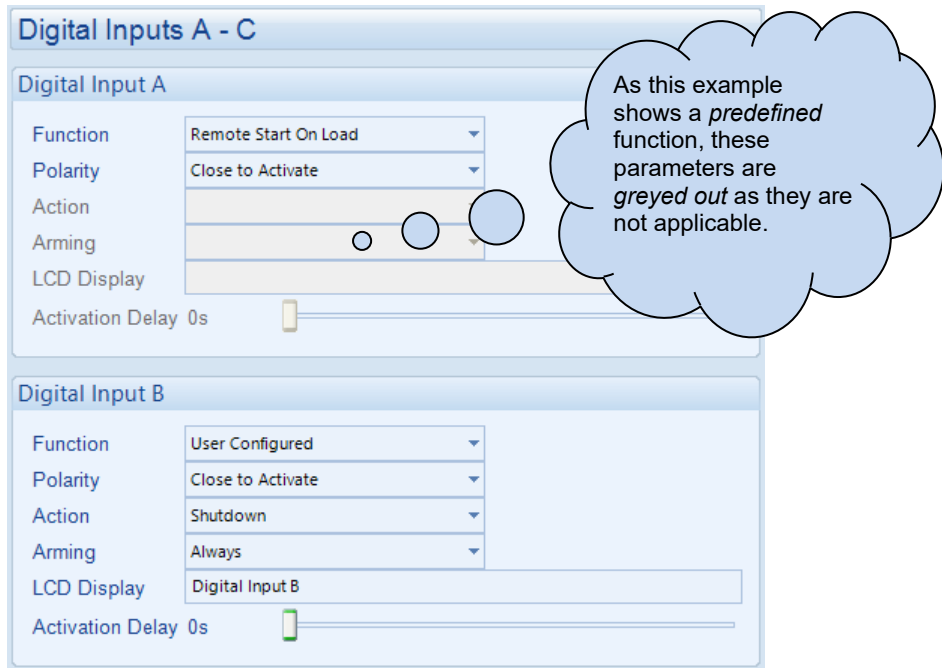 Digital Inputs A - C
Digital Input A
Function Remote Start On Load
Polarity Close to Activate
Action
Arming
LCD Display
Activation Delay 0s
As this example
shows a predefined
function, these
parameters are
greyed out as they are
not applicable.
Digital Input B
Function User Configured
Polarity Close to Activate
Action Shutdown
Arming Always
LCD Display Digital Input B
Activation Delay 0s